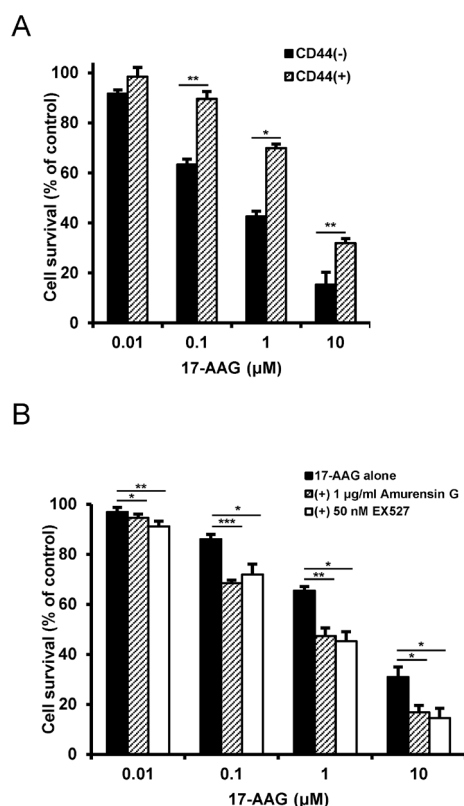 A
CD44(-)
CD44(+)
Cell survival (% of control)
100
80
60
40
20
0
**
*
**
0.01 0.1 1 10
17-AAG (µM)
B
17-AAG alone
(+) 1 µg/ml Amurensin G
(+) 50 nM EX527
Cell survival (% of control)
100
80
60
40
20
0
**
*
*
***
*
**
*
*
0.01 0.1 1 10
17-AAG (µM)